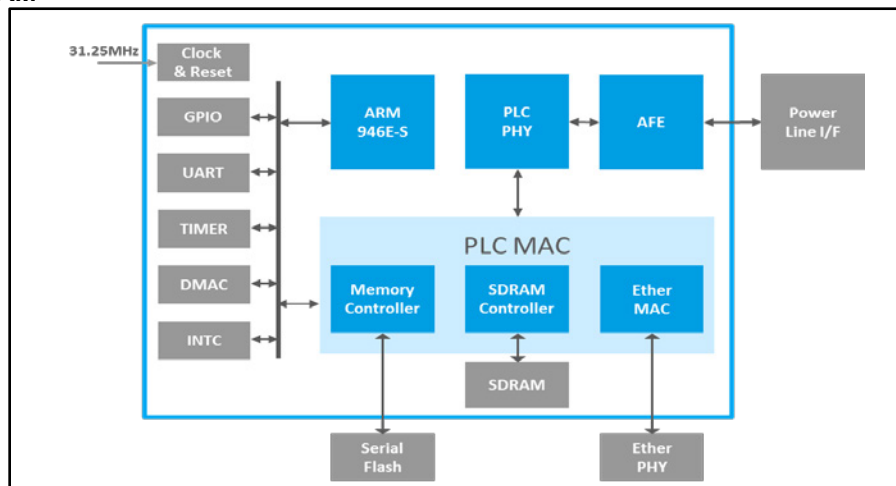 31.25MHz
Clock
& Reset
GPIO
UART
TIMER
DMAC
INTC
ARM
946E-S
PLC
PHY
AFE
Power
Line I/F
PLC MAC
Memory
Controller
SDRAM
Controller
Ether
MAC
SDRAM
Serial
Flash
Ether
PHY